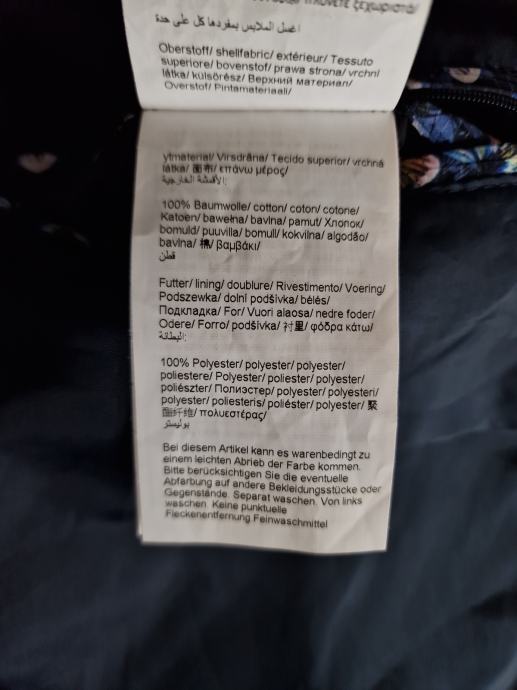 اغسل الملابس بمفردها كل على حدة
Oberstoff/ shellfabric/ extérieur/ Tessuto
superiore/ bovenstof/ prawa strona/ vrchní
látka/ külsőrész/ Верхний материал/
Overstof/ Pintamateriaali/
ytmaterial/ Virsdrāna/ Tecido superior/ vrchná
látka/ 面布/ επάνω μέρος/
الأقمشة الخارجية:
100% Baumwolle/ cotton/ coton/ cotone/
Katoen/ bawełna/ bavlna/ pamut/ Хлопок/
bomuld/ puuvilla/ bomull/ kokvilna/ algodão/
bavlna/ 棉/ βαμβάκι/
قطن
Futter/ lining/ doublure/ Rivestimento/ Voering/
Podszewka/ dolní podšívka/ bélés/
Подкладка/ For/ Vuori alaosa/ nedre foder/
Odere/ Forro/ podšívka/ 衬里/ φόδρα κάτω/
البطانة:
100% Polyester/ polyester/ polyester/
poliestere/ Polyester/ poliester/ polyester/
poliészter/ Полиэстер/ polyester/ polyesteri/
polyester/ poliesteris/ poliéster/ polyester/ 聚
酯纤维/ πολυεστέρας/
بوليستر
Bei diesem Artikel kann es warenbedingt zu
einem leichten Abrieb der Farbe kommen.
Bitte berücksichtigen Sie die eventuelle
Abfärbung auf andere Bekleidungsstücke oder
Gegenstände. Separat waschen. Von links
waschen. Keine punktuelle
Fleckenentfernung Feinwaschmittel